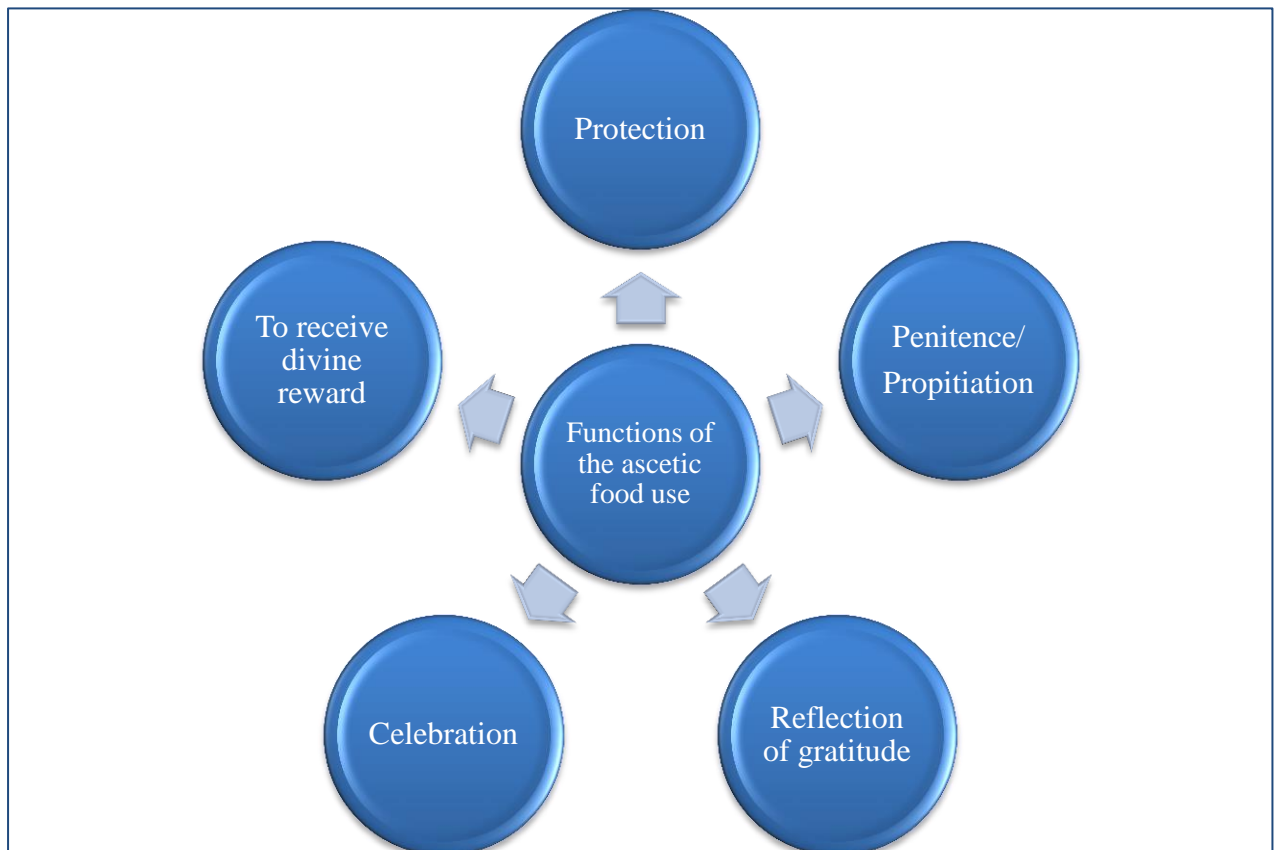 Protection
To receive
divine
reward
Penitence/
Propitiation
Functions of
the ascetic
food use
Celebration
Reflection
of gratitude